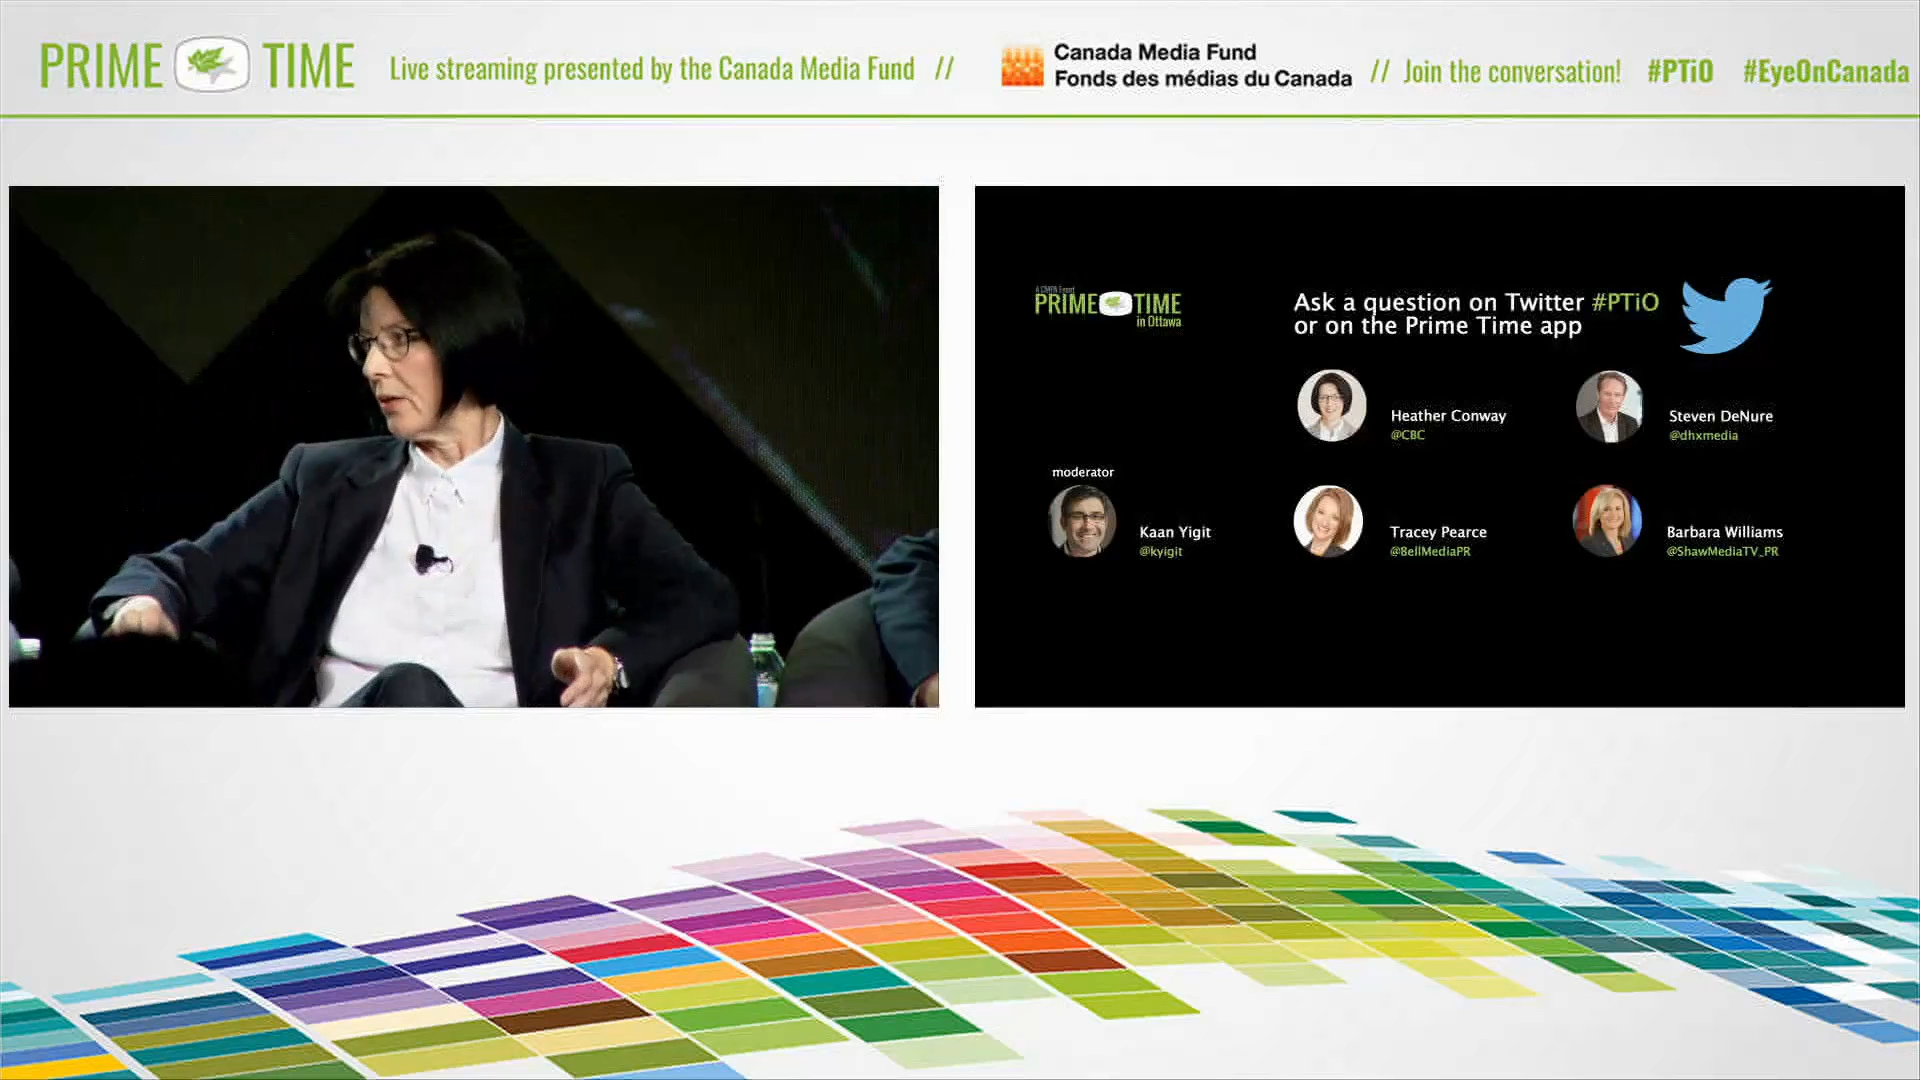 PRIME TIME
Live streaming presented by the Canada Media Fund //
Canada Media Fund
Fonds des médias du Canada
// Join the conversation! #PTiO #EyeOnCanada
PRIME TIME
in Ottawa
Ask a question on Twitter #PTiO
or on the Prime Time app
Heather Conway
@CBC
Steven DeNure
@dhxmedia
moderator
Kaan Yigit
@kyigit
Tracey Pearce
@BellMediaPR
Barbara Williams
@ShawMediaTV_PR